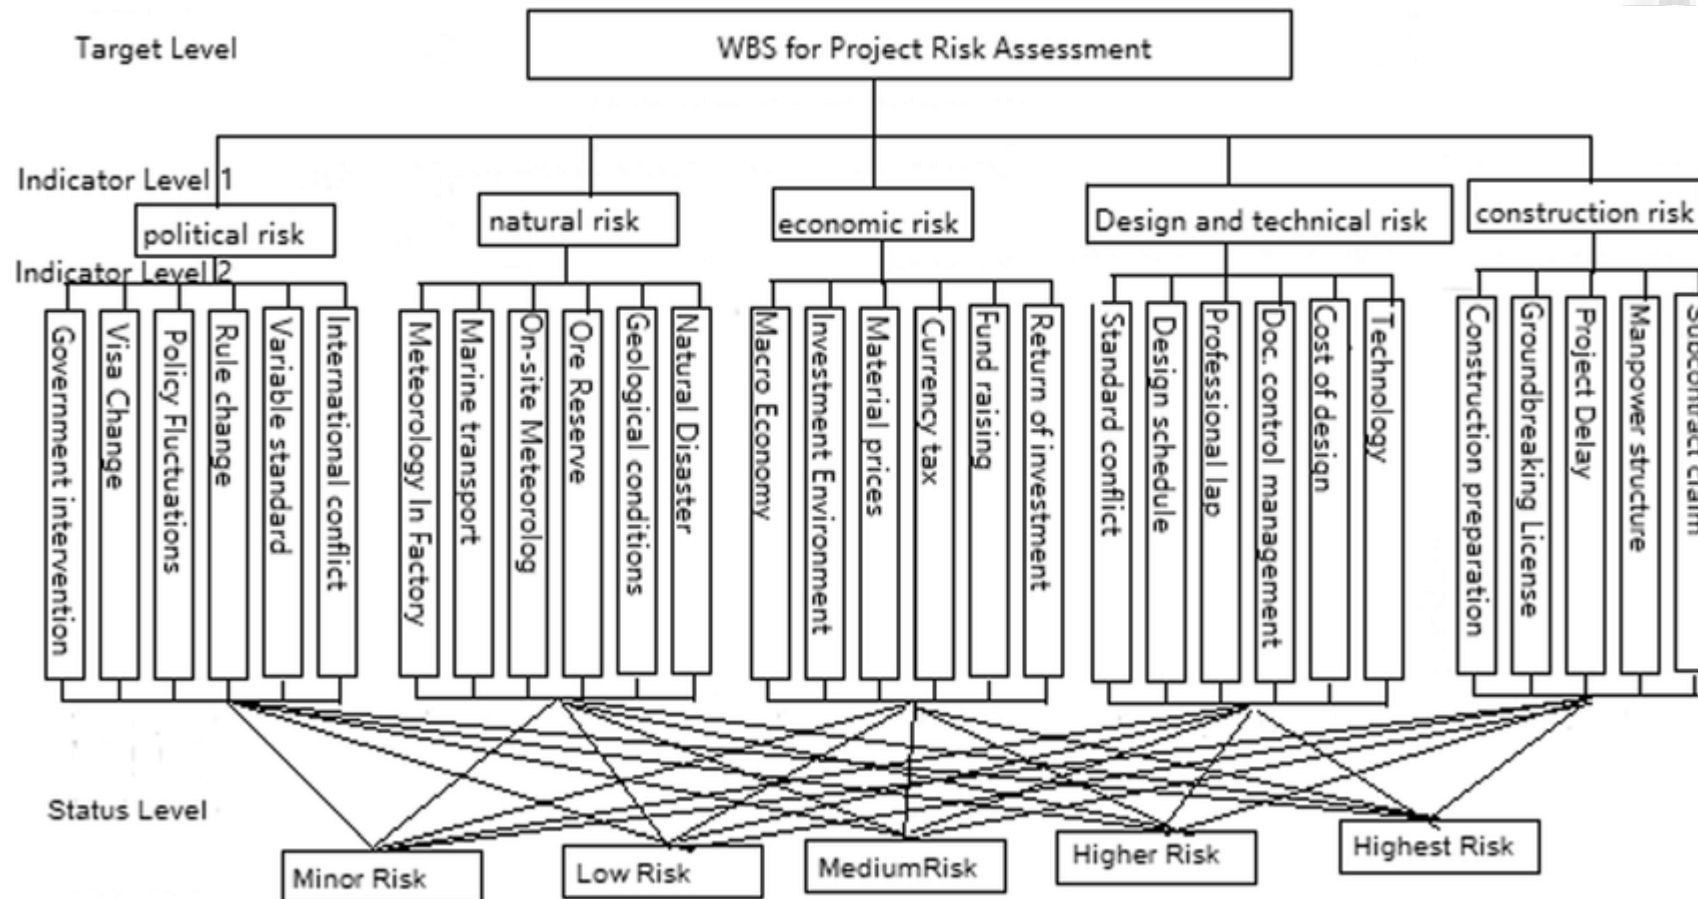 Target Level
WBS for Project Risk Assessment
Indicator Level 1
political risk
natural risk
economic risk
Design and technical risk
construction risk
Indicator Level 2
Government intervention
Visa Change
Policy Fluctuations
Rule change
Variable standard
International conflict
Meteorology In Factory
Marine transport
On-site Meteorolog
Ore Reserve
Geological conditions
Natural Disaster
Macro Economy
Investment Environment
Material prices
Currency tax
Fund raising
Return of investment
Standard conflict
Design schedule
Professional lap
Doc. control management
Cost of design
Technology
Construction preparation
Groundbreaking License
Project Delay
Manpower structure
Status Level
Minor Risk
Low Risk
MediumRisk
Higher Risk
Highest Risk